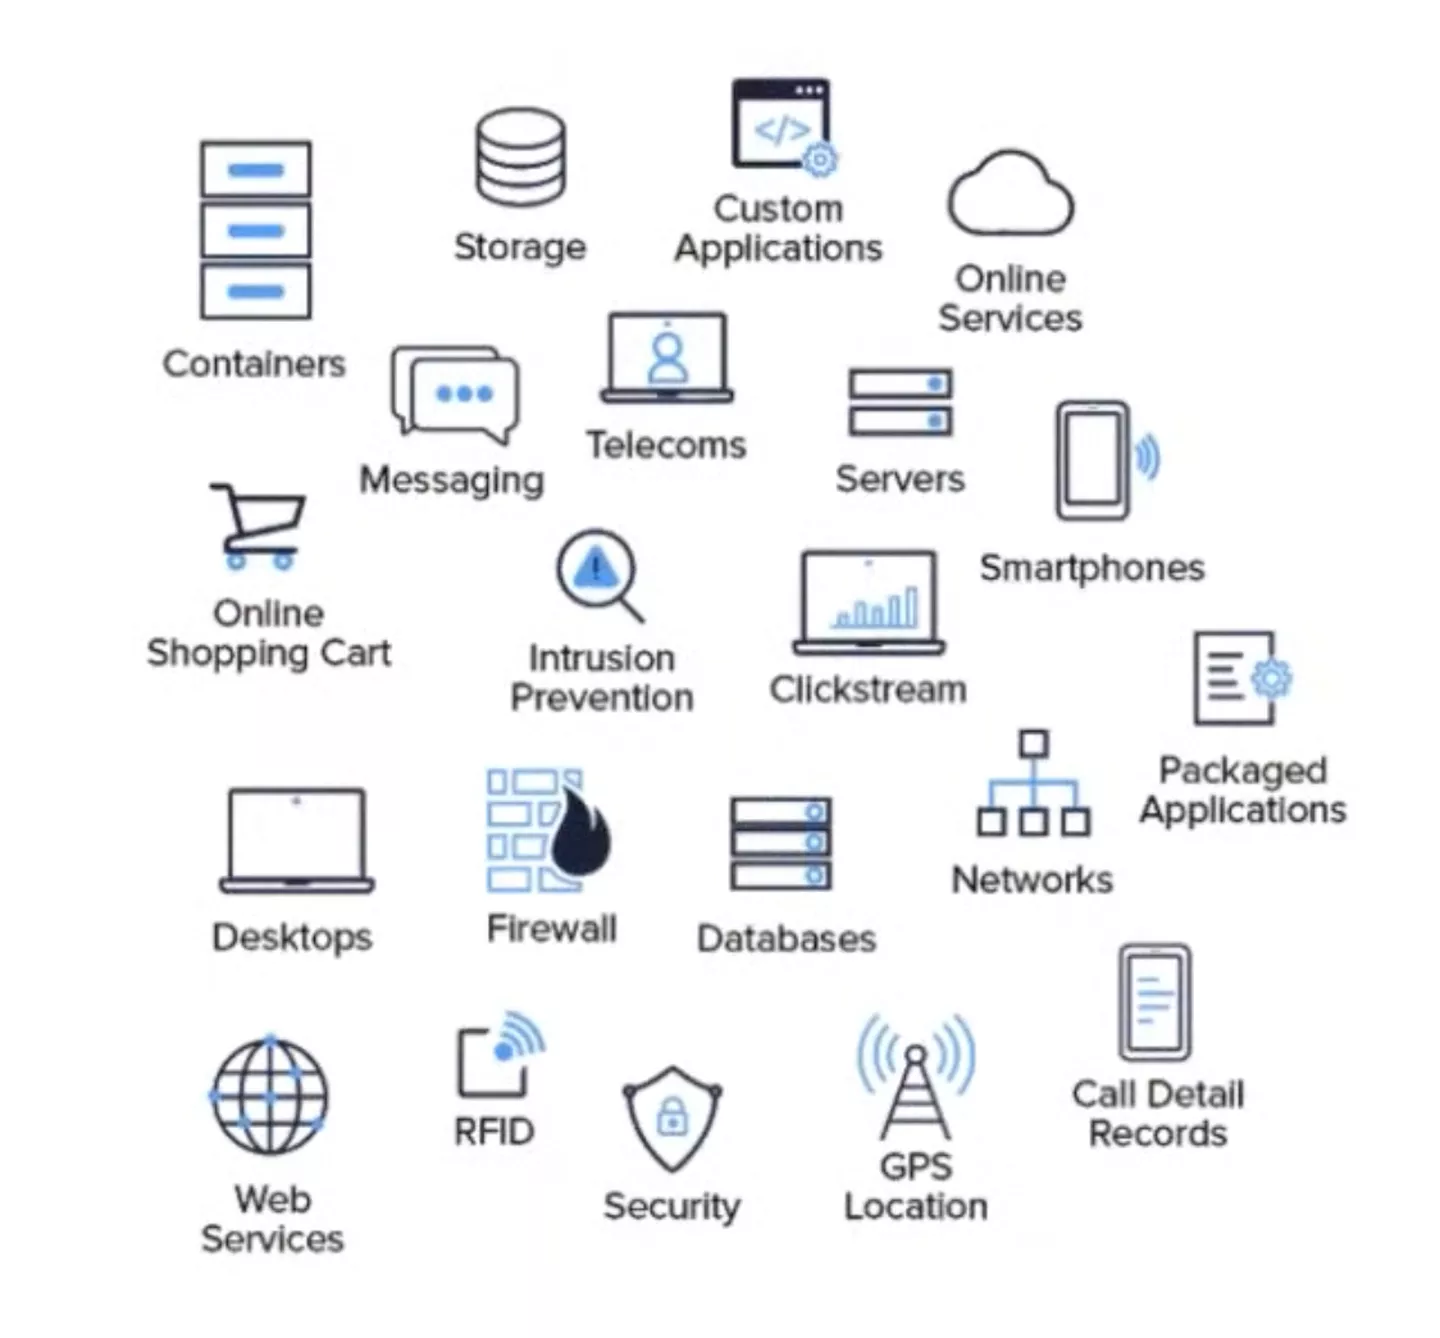 Storage
Custom
Applications
Online
Services
Containers
Messaging
Telecoms
Servers
Smartphones
Online
Shopping Cart
Intrusion
Prevention
Clickstream
Packaged
Applications
Desktops
Firewall
Databases
Networks
Web
Services
RFID
Security
GPS
Location
Call Detail
Records